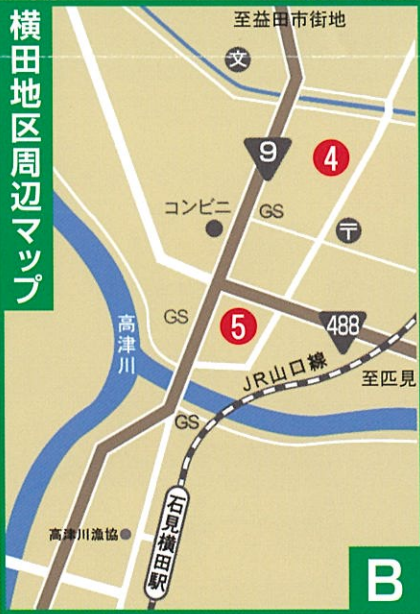 横田地区周辺マップ
至益田市街地
文
9
4
コンビニ
GS
〒
GS
5
488
高津川
JR山口線
至匹見
GS
石見横田駅
高津川漁協
B